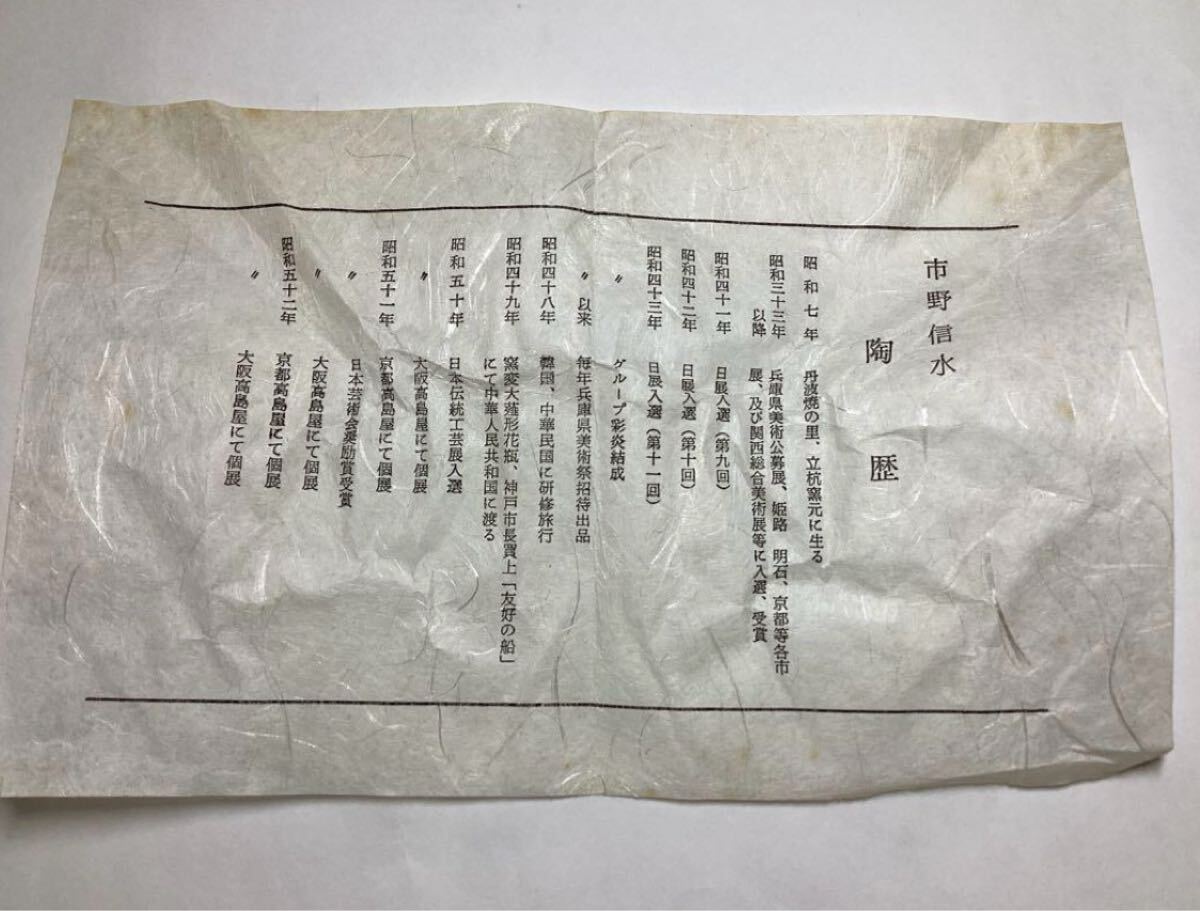 市野信水
陶歴
昭和七年 丹波焼の里、立杭窯元に生る
昭和三十三年 兵庫県美術公募展、姫路 明石、京都等各市
以降 展、及び関西総合美術展等に入選、受賞
昭和四十一年 日展入選(第九回)
昭和四十二年 日展入選(第十回)
昭和四十三年 日展入選(第十一回)
〃 グループ彩炎結成
〃以来 毎年兵庫県美術祭招待出品
昭和四十八年 韓国、中華民国に研修旅行
昭和四十九年 窯変大薤形花瓶、神戸市長買上「友好の船」
にて中華人民共和国に渡る
昭和五十年 日本伝統工芸展入選
〃 大阪高島屋にて個展
昭和五十一年 京都高島屋にて個展
〃 日本芸術会奨励賞受賞
〃 大阪高島屋にて個展
昭和五十二年 京都高島屋にて個展
〃 大阪高島屋にて個展